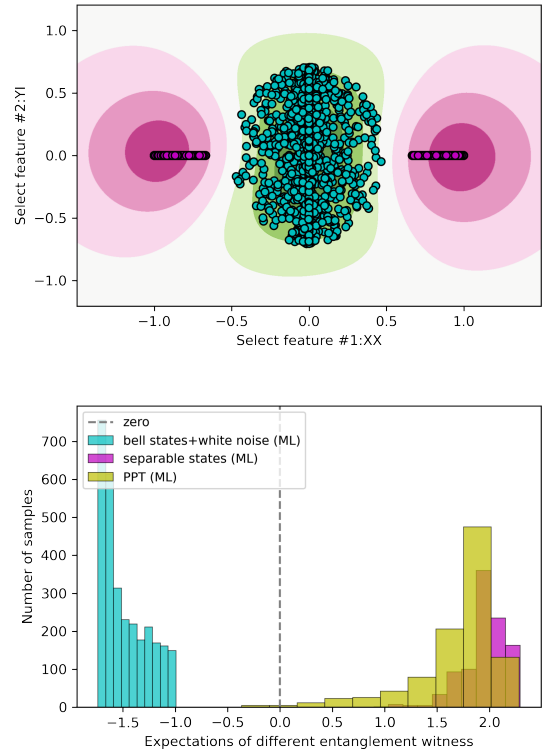 1.0
0.5
0.0
−0.5
−1.0
Select feature #2:YI
−1.0 −0.5 0.0 0.5 1.0
Select feature #1:XX
zero
bell states+white noise (ML)
separable states (ML)
PPT (ML)
700
600
500
400
300
200
100
0
Number of samples
−1.5 −1.0 −0.5 0.0 0.5 1.0 1.5 2.0
Expectations of different entanglement witness